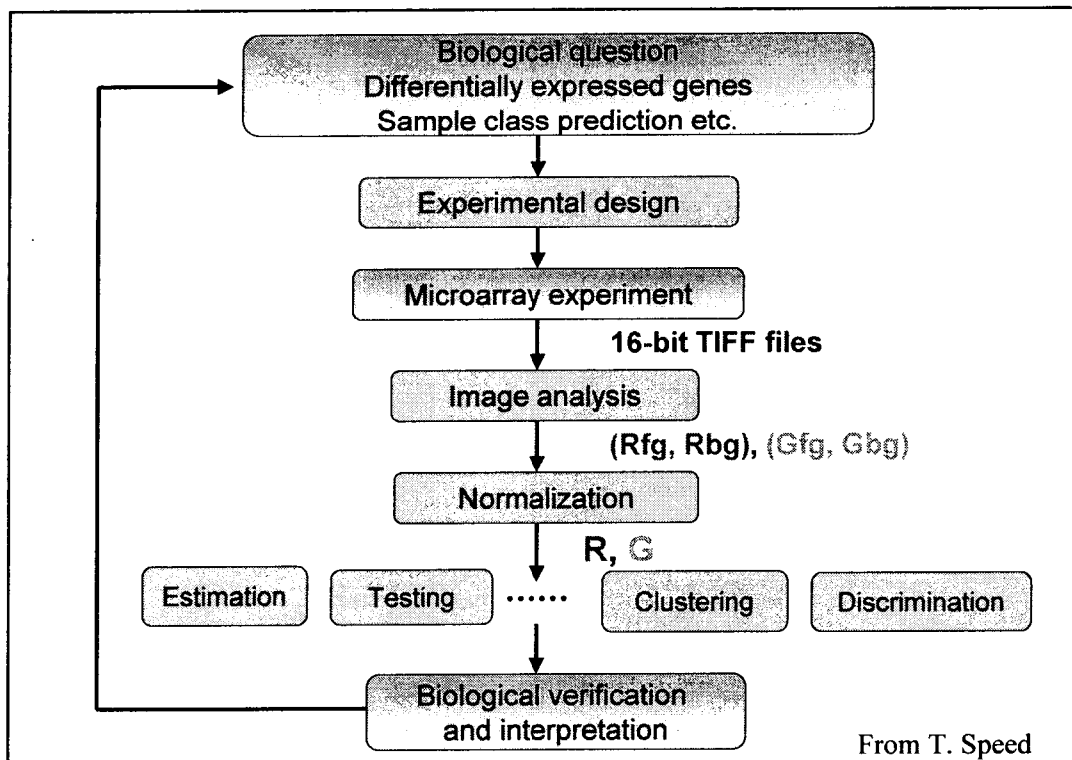 Biological question
Differentially expressed genes
Sample class prediction etc.
Experimental design
Microarray experiment
16-bit TIFF files
Image analysis
(Rfg, Rbg), (Gfg, Gbg)
Normalization
R, G
Estimation Testing ...... Clustering Discrimination
Biological verification
and interpretation
From T. Speed